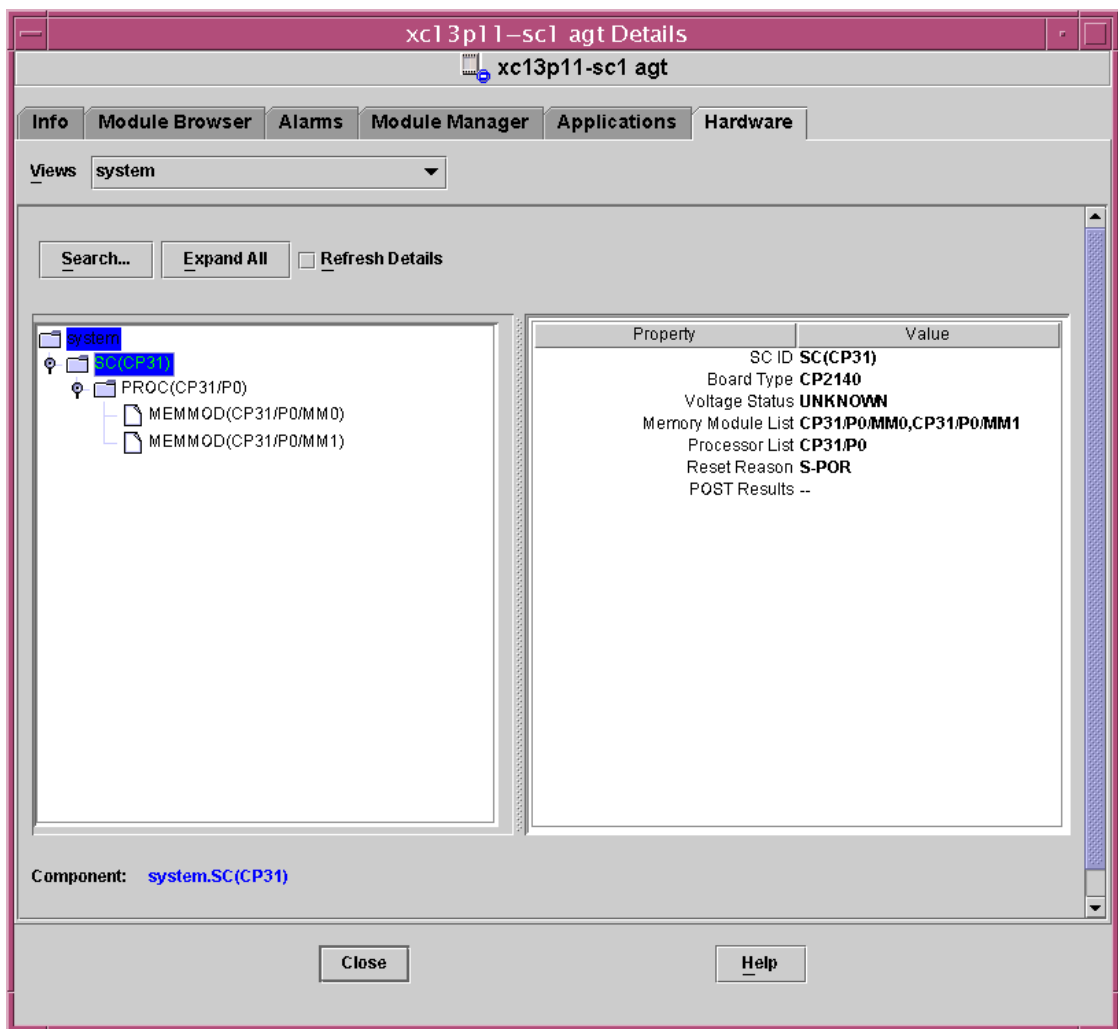 xc13p11-sc1 agt Details
xc13p11-sc1 agt
Info Module Browser Alarms Module Manager Applications Hardware
Views system
Search... Expand All Refresh Details
system
SC(CP31)
PROC(CP31/P0)
MEMMOD(CP31/P0/MM0)
MEMMOD(CP31/P0/MM1)
Property Value
SC ID SC(CP31)
Board Type CP2140
Voltage Status UNKNOWN
Memory Module List CP31/P0/MM0,CP31/P0/MM1
Processor List CP31/P0
Reset Reason S-POR
POST Results --
Component: system.SC(CP31)
Close Help